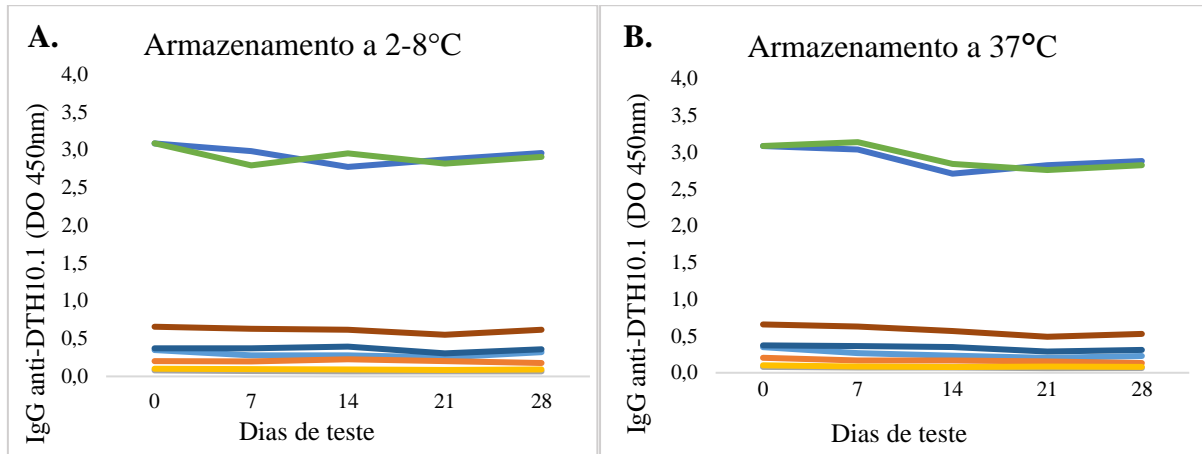 A. Armazenamento a 2-8°C
IgG anti-DTH10.1 (DO 450nm)
4,0
3,5
3,0
2,5
2,0
1,5
1,0
0,5
0,0
0 7 14 21 28
Dias de teste
B. Armazenamento a 37°C
IgG anti-DTH10.1 (DO 450nm)
4,0
3,5
3,0
2,5
2,0
1,5
1,0
0,5
0,0
0 7 14 21 28
Dias de teste